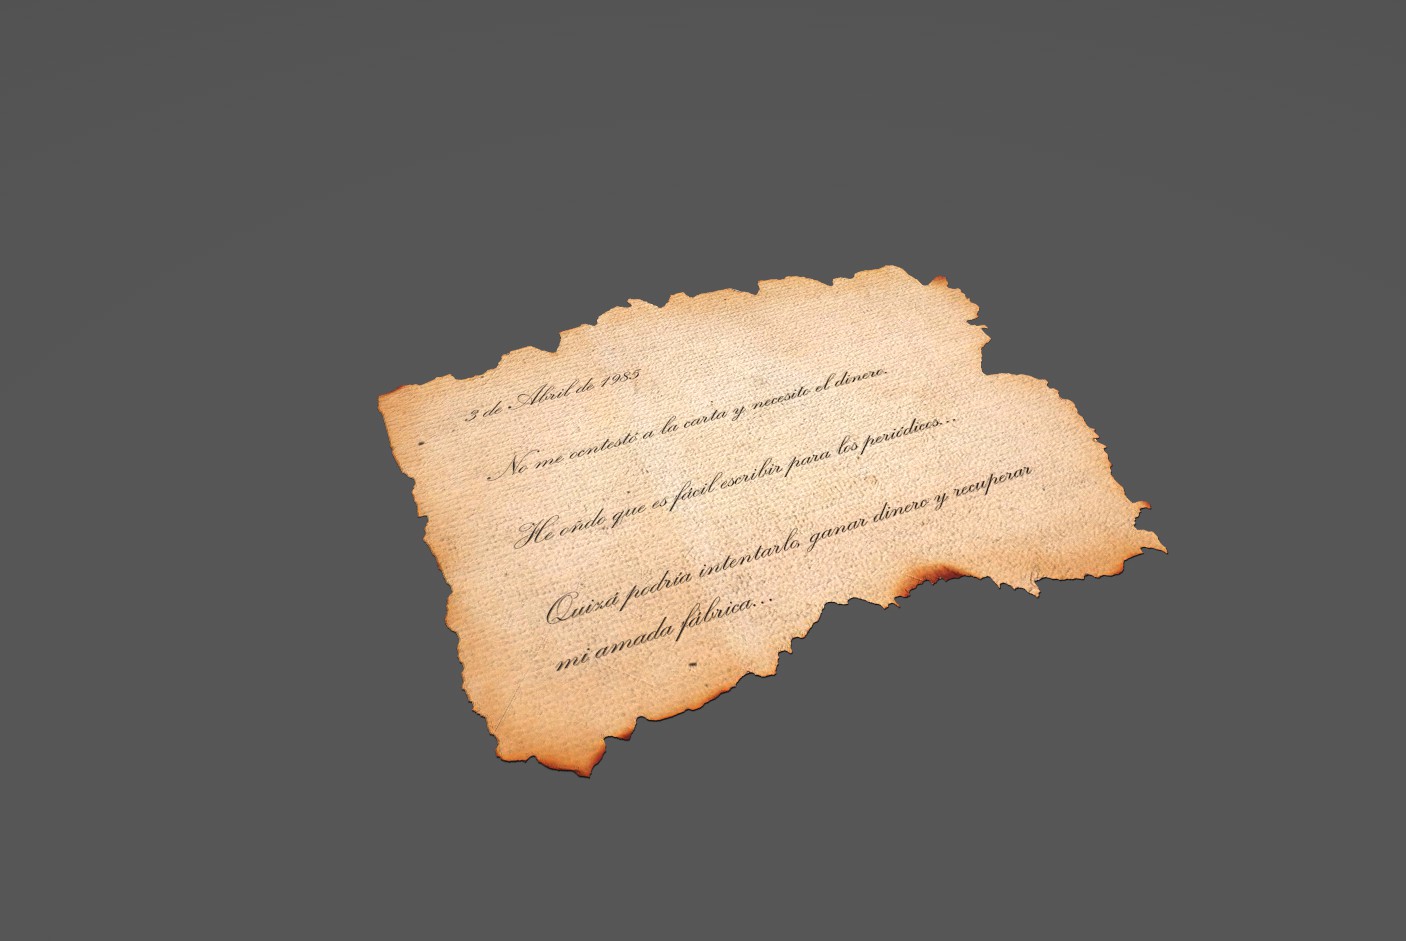 3 de Abril de 1985
No me contestó a la carta y necesito el dinero.
He oñdo que es fácil escribir para los periódicos...
Quizá podría intentarlo, ganar dinero y recuperar
mi amada fábrica...